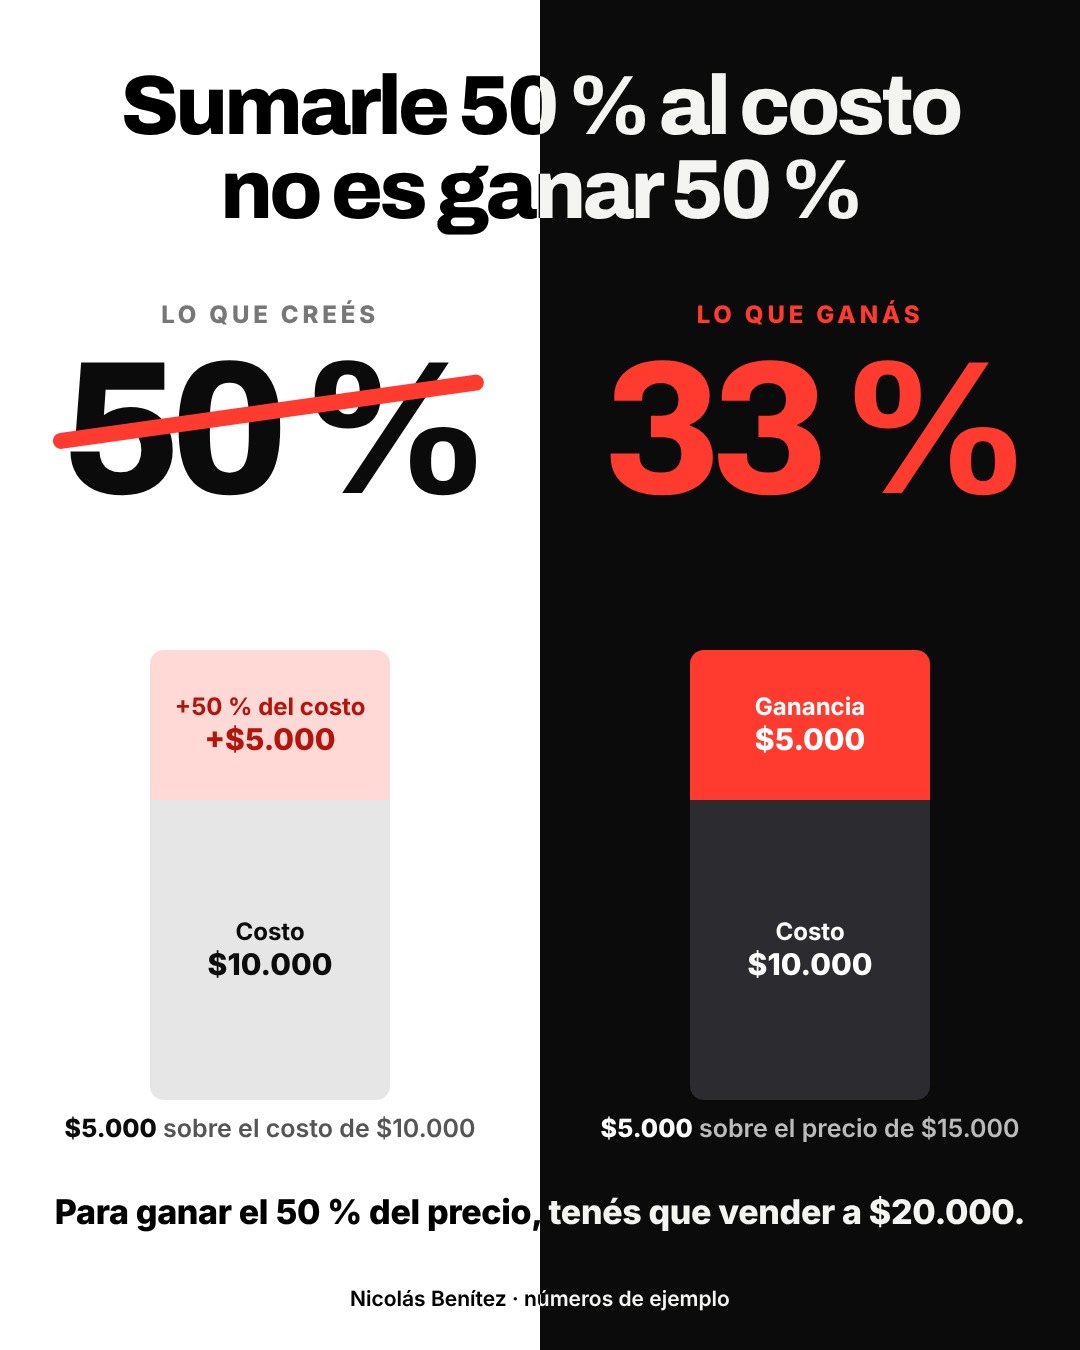 Sumarle 50 % al costo
no es ganar 50 %
LO QUE CREÉS
50 %
+50 % del costo
+$5.000
Costo
$10.000
$5.000 sobre el costo de $10.000
LO QUE GANÁS
33 %
Ganancia
$5.000
Costo
$10.000
$5.000 sobre el precio de $15.000
Para ganar el 50 % del precio, tenés que vender a $20.000.
Nicolás Benítez · números de ejemplo